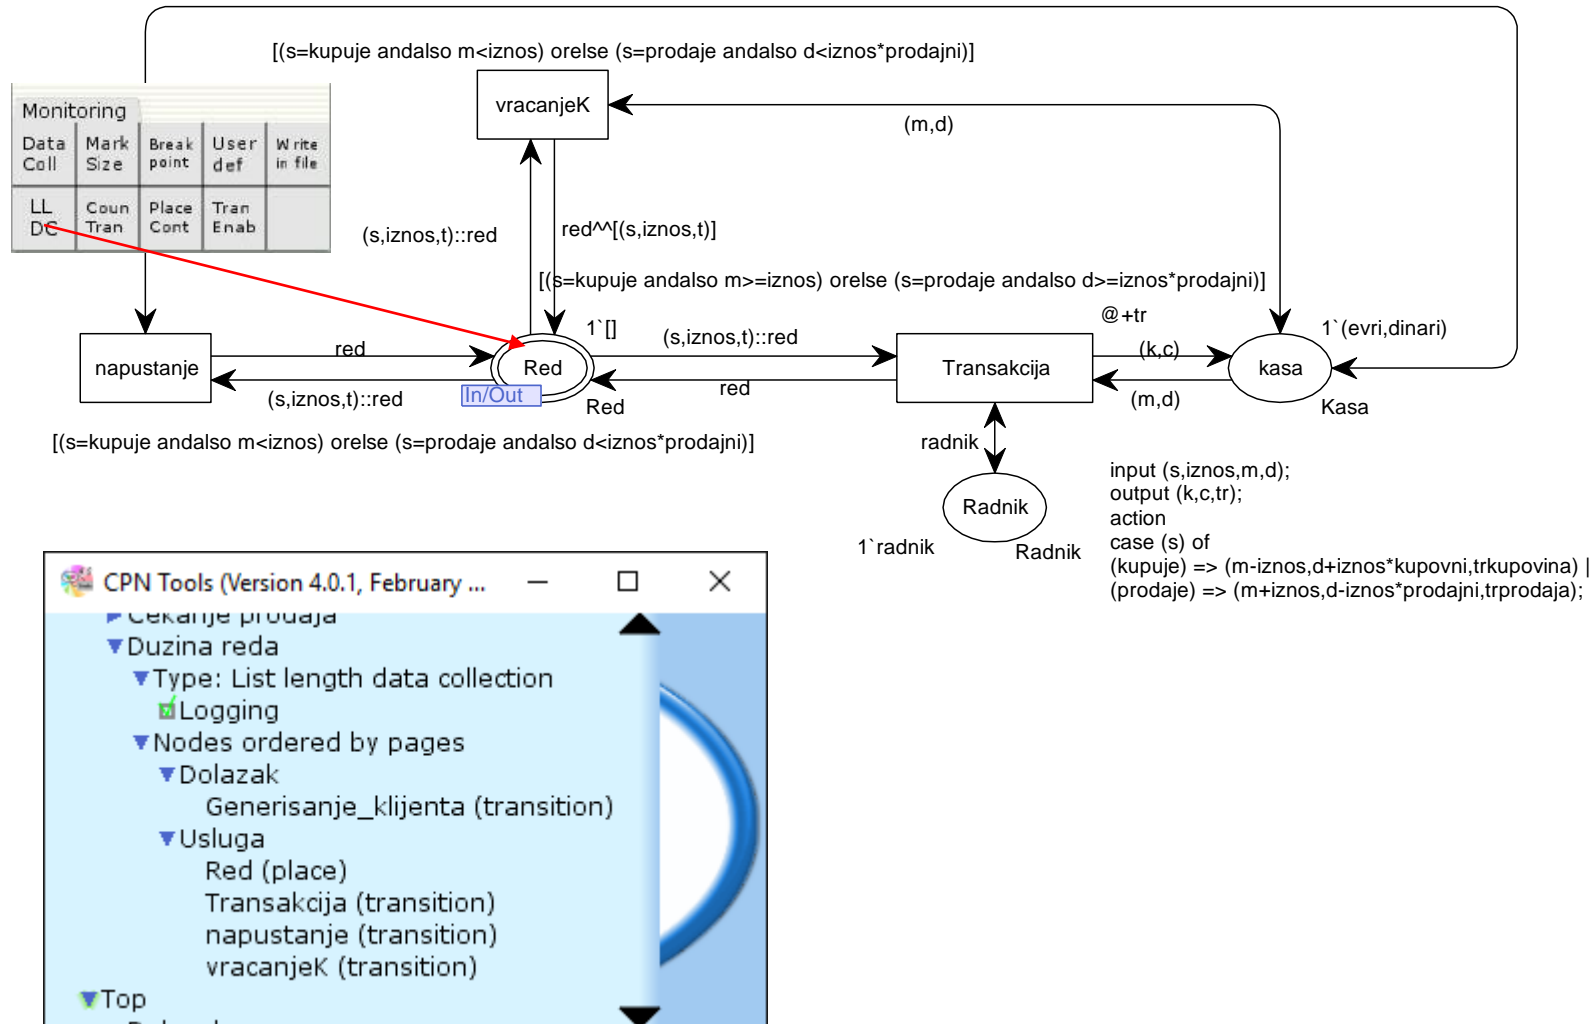 [(s=kupuje andalso m<iznos) orelse (s=prodaje andalso d<iznos*prodajni)]
vracanjeK
(m,d)
Monitoring
Data Coll
Mark Size
Break point
User def
Write in file
LL DC
Coun Tran
Place Cont
Tran Enab
(s,iznos,t)::red
red^^[(s,iznos,t)]
[(s=kupuje andalso m>=iznos) orelse (s=prodaje andalso d>=iznos*prodajni)]
@+tr
1`[]
1`(evri,dinari)
napustanje
red
(s,iznos,t)::red
Red
In/Out
Red
(s,iznos,t)::red
red
Transakcija
(k,c)
(m,d)
kasa
Kasa
[(s=kupuje andalso m<iznos) orelse (s=prodaje andalso d<iznos*prodajni)]
radnik
Radnik
1`radnik
Radnik
input (s,iznos,m,d);
output (k,c,tr);
action
case (s) of
(kupuje) => (m-iznos,d+iznos*kupovni,trkupovina) |
(prodaje) => (m+iznos,d-iznos*prodajni,trprodaja);
CPN Tools (Version 4.0.1, February ...
Cekanje prodaja
Duzina reda
Type: List length data collection
Logging
Nodes ordered by pages
Dolazak
Generisanje_klijenta (transition)
Usluga
Red (place)
Transakcija (transition)
napustanje (transition)
vracanjeK (transition)
Top